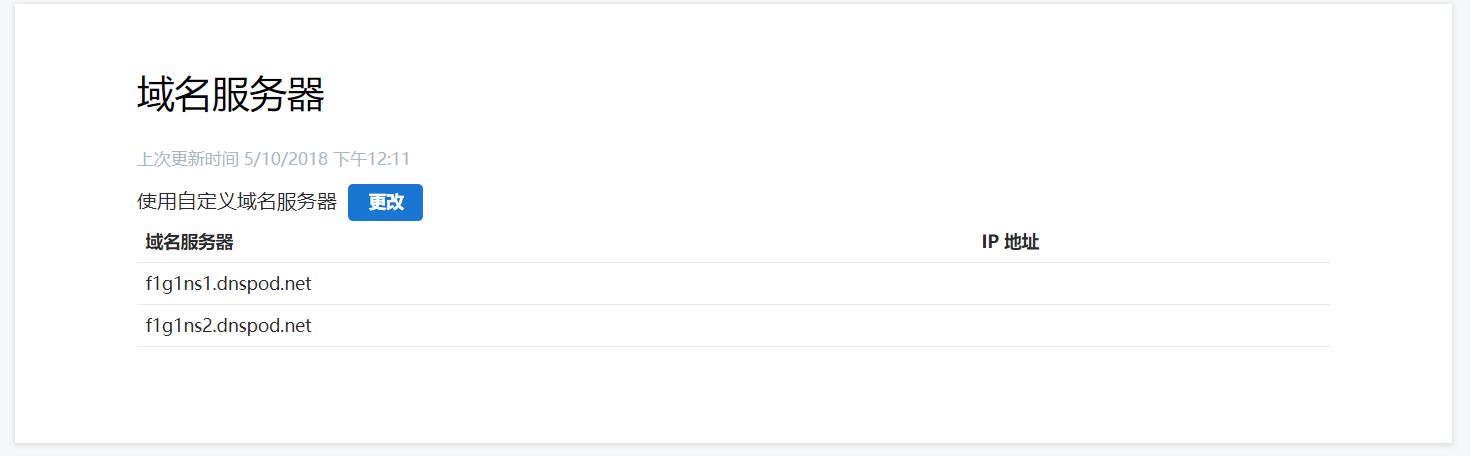 域名服务器
上次更新时间 5/10/2018 下午12:11
使用自定义域名服务器 更改
域名服务器 IP 地址
f1g1ns1.dnspod.net
f1g1ns2.dnspod.net